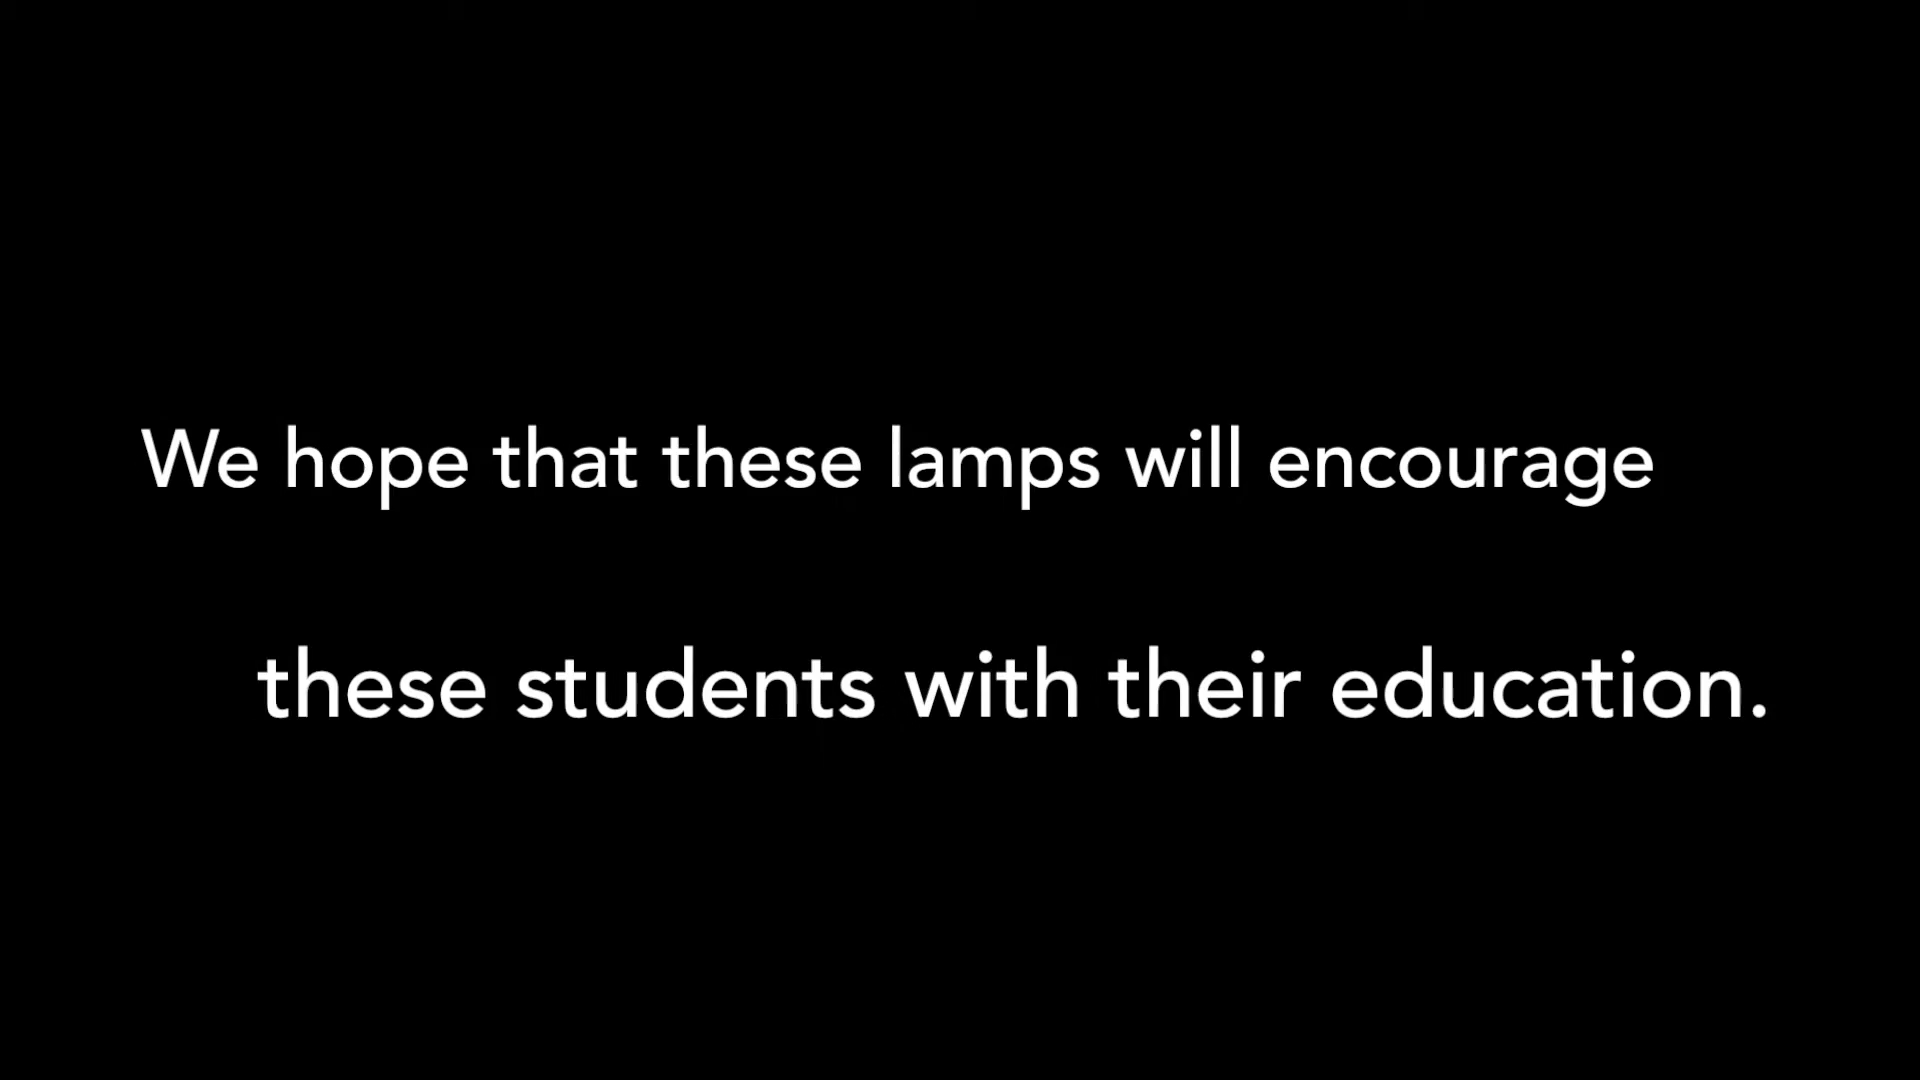 We hope that these lamps will encourage
these students with their education.